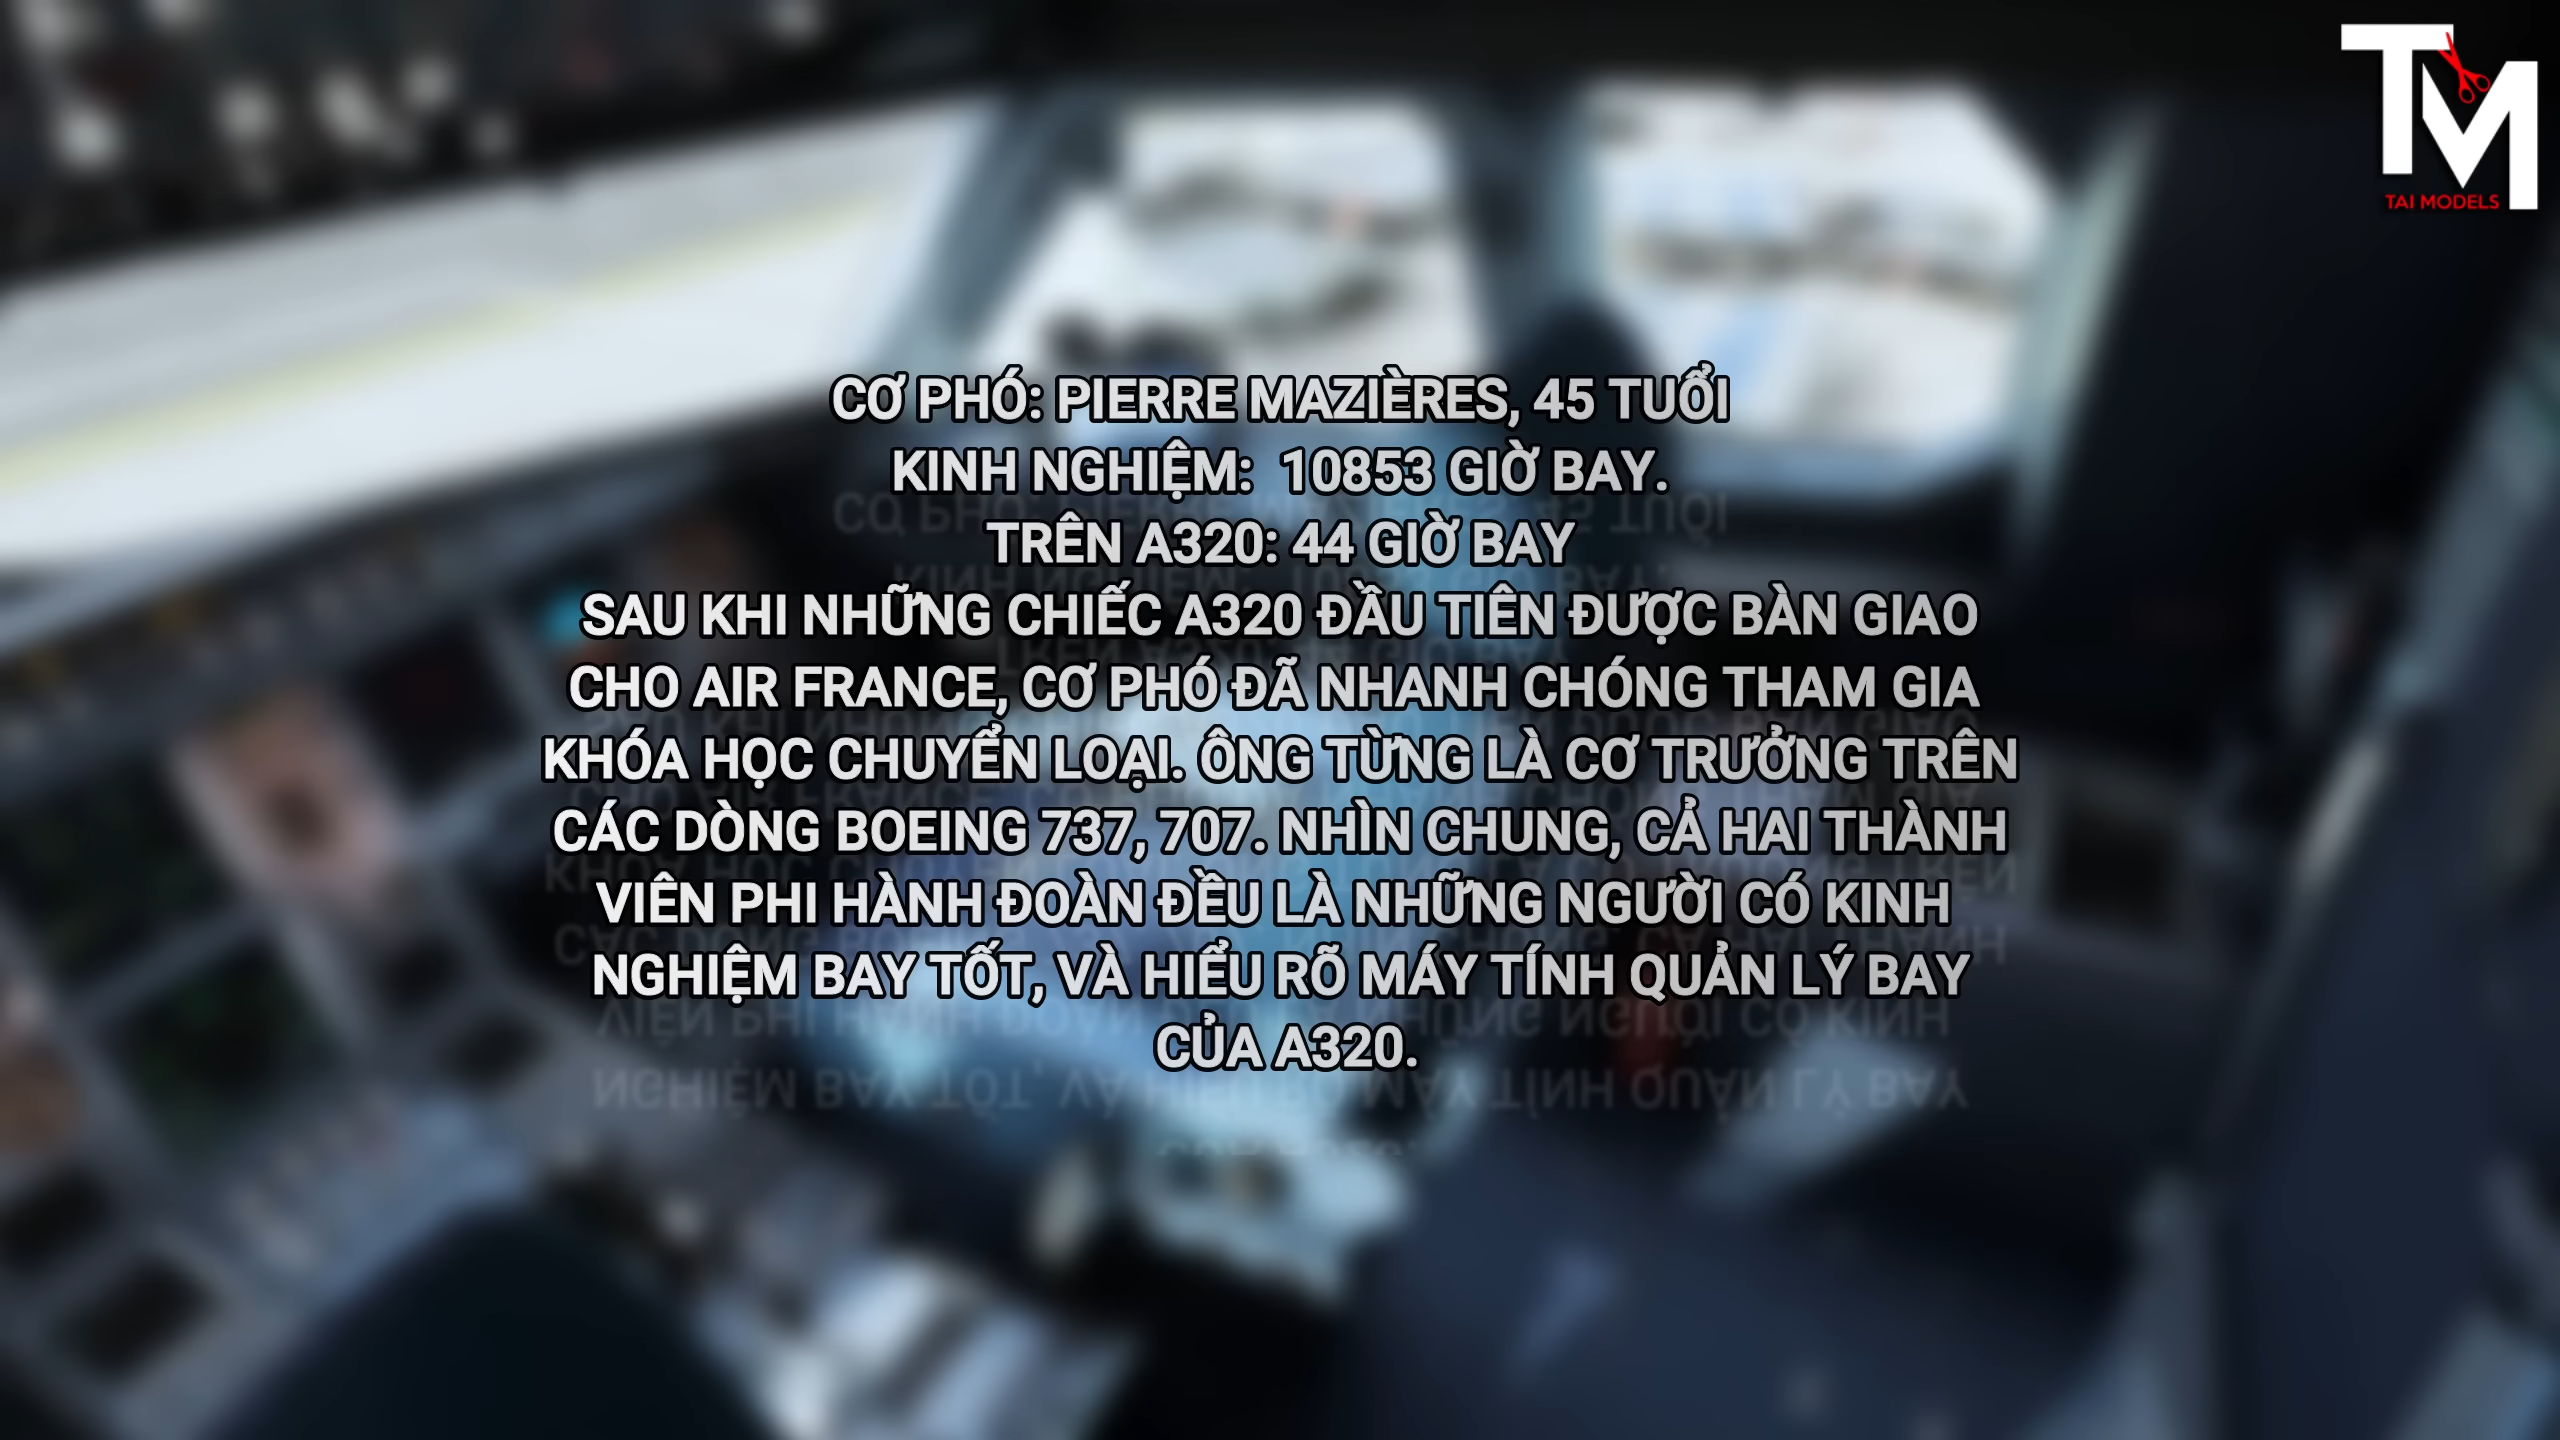 TM
TAI MODELS
CƠ PHÓ: PIERRE MAZIÈRES, 45 TUỔI
KINH NGHIỆM:  10853 GIỜ BAY.
TRÊN A320: 44 GIỜ BAY
SAU KHI NHỮNG CHIẾC A320 ĐẦU TIÊN ĐƯỢC BÀN GIAO
CHO AIR FRANCE, CƠ PHÓ ĐÃ NHANH CHÓNG THAM GIA
KHÓA HỌC CHUYỂN LOẠI. ÔNG TỪNG LÀ CƠ TRƯỞNG TRÊN
CÁC DÒNG BOEING 737, 707. NHÌN CHUNG, CẢ HAI THÀNH
VIÊN PHI HÀNH ĐOÀN ĐỀU LÀ NHỮNG NGƯỜI CÓ KINH
NGHIỆM BAY TỐT, VÀ HIỂU RÕ MÁY TÍNH QUẢN LÝ BAY
CỦA A320.